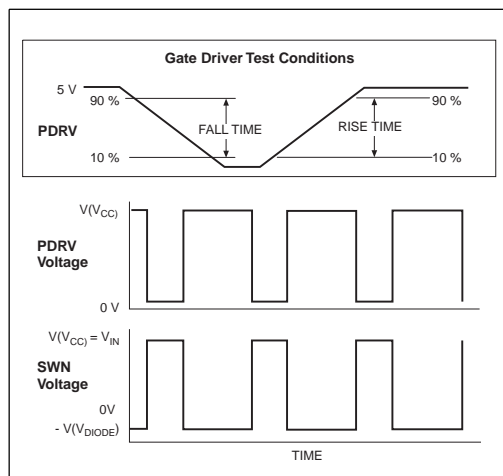 Gate Driver Test Conditions
5 V
90 %
90 %
FALL TIME
RISE TIME
PDRV
10 %
10 %
V(VCC)
PDRV
Voltage
0 V
V(VCC) = VIN
SWN
Voltage
0V
- V(VDIODE)
TIME